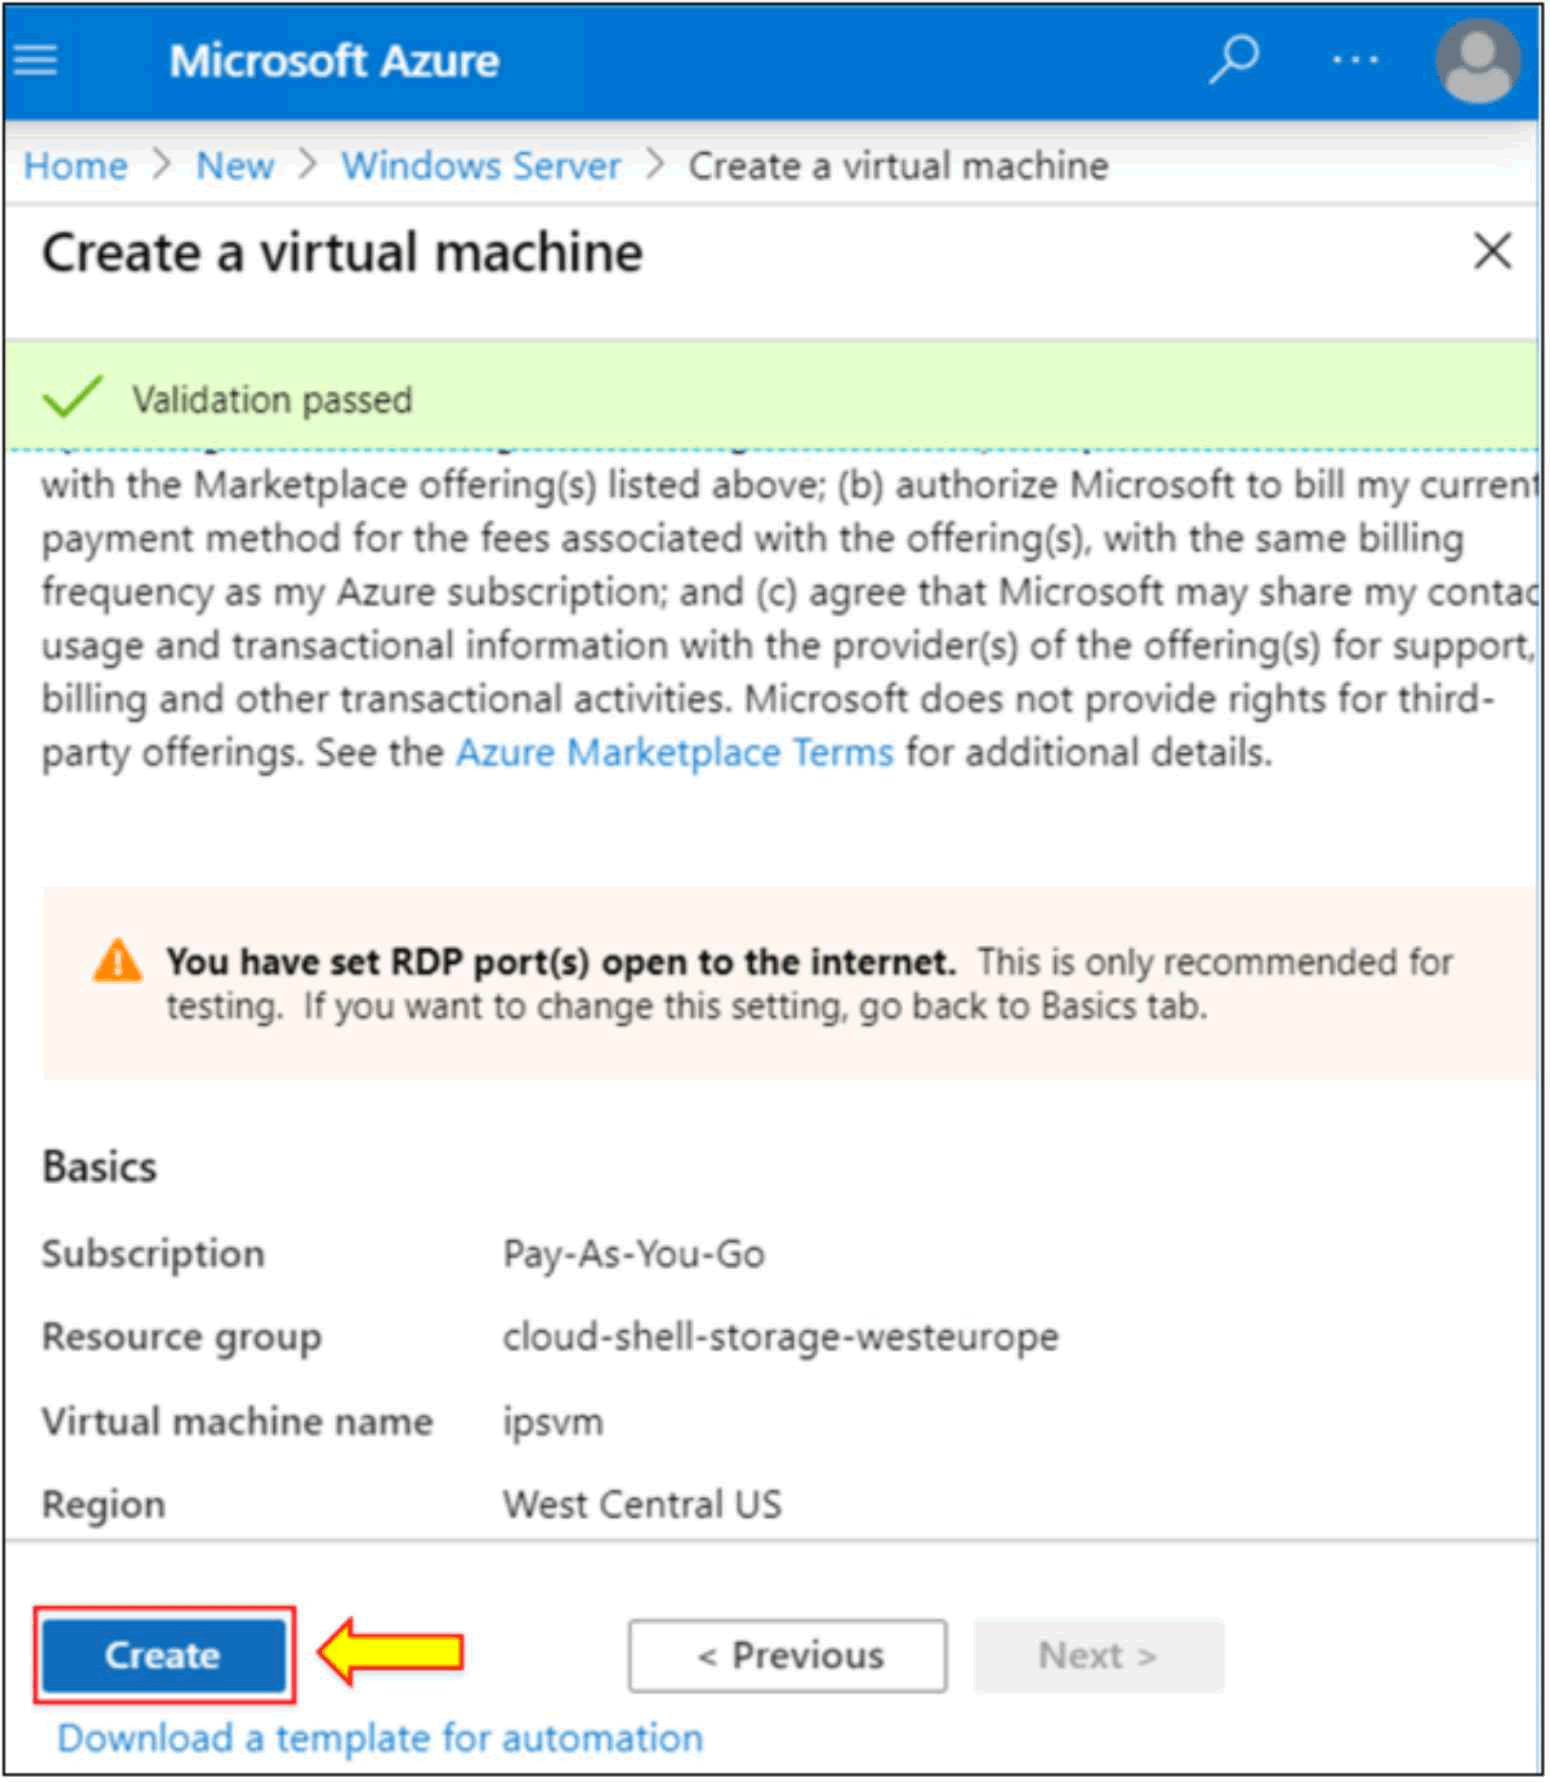 Microsoft Azure
Home > New > Windows Server > Create a virtual machine
Create a virtual machine
Validation passed
with the Marketplace offering(s) listed above; (b) authorize Microsoft to bill my current
payment method for the fees associated with the offering(s), with the same billing
frequency as my Azure subscription; and (c) agree that Microsoft may share my contac
usage and transactional information with the provider(s) of the offering(s) for support,
billing and other transactional activities. Microsoft does not provide rights for third-
party offerings. See the Azure Marketplace Terms for additional details.
You have set RDP port(s) open to the internet. This is only recommended for
testing. If you want to change this setting, go back to Basics tab.
Basics
Subscription Pay-As-You-Go
Resource group cloud-shell-storage-westeurope
Virtual machine name ipsvm
Region West Central US
Create < Previous Next >
Download a template for automation